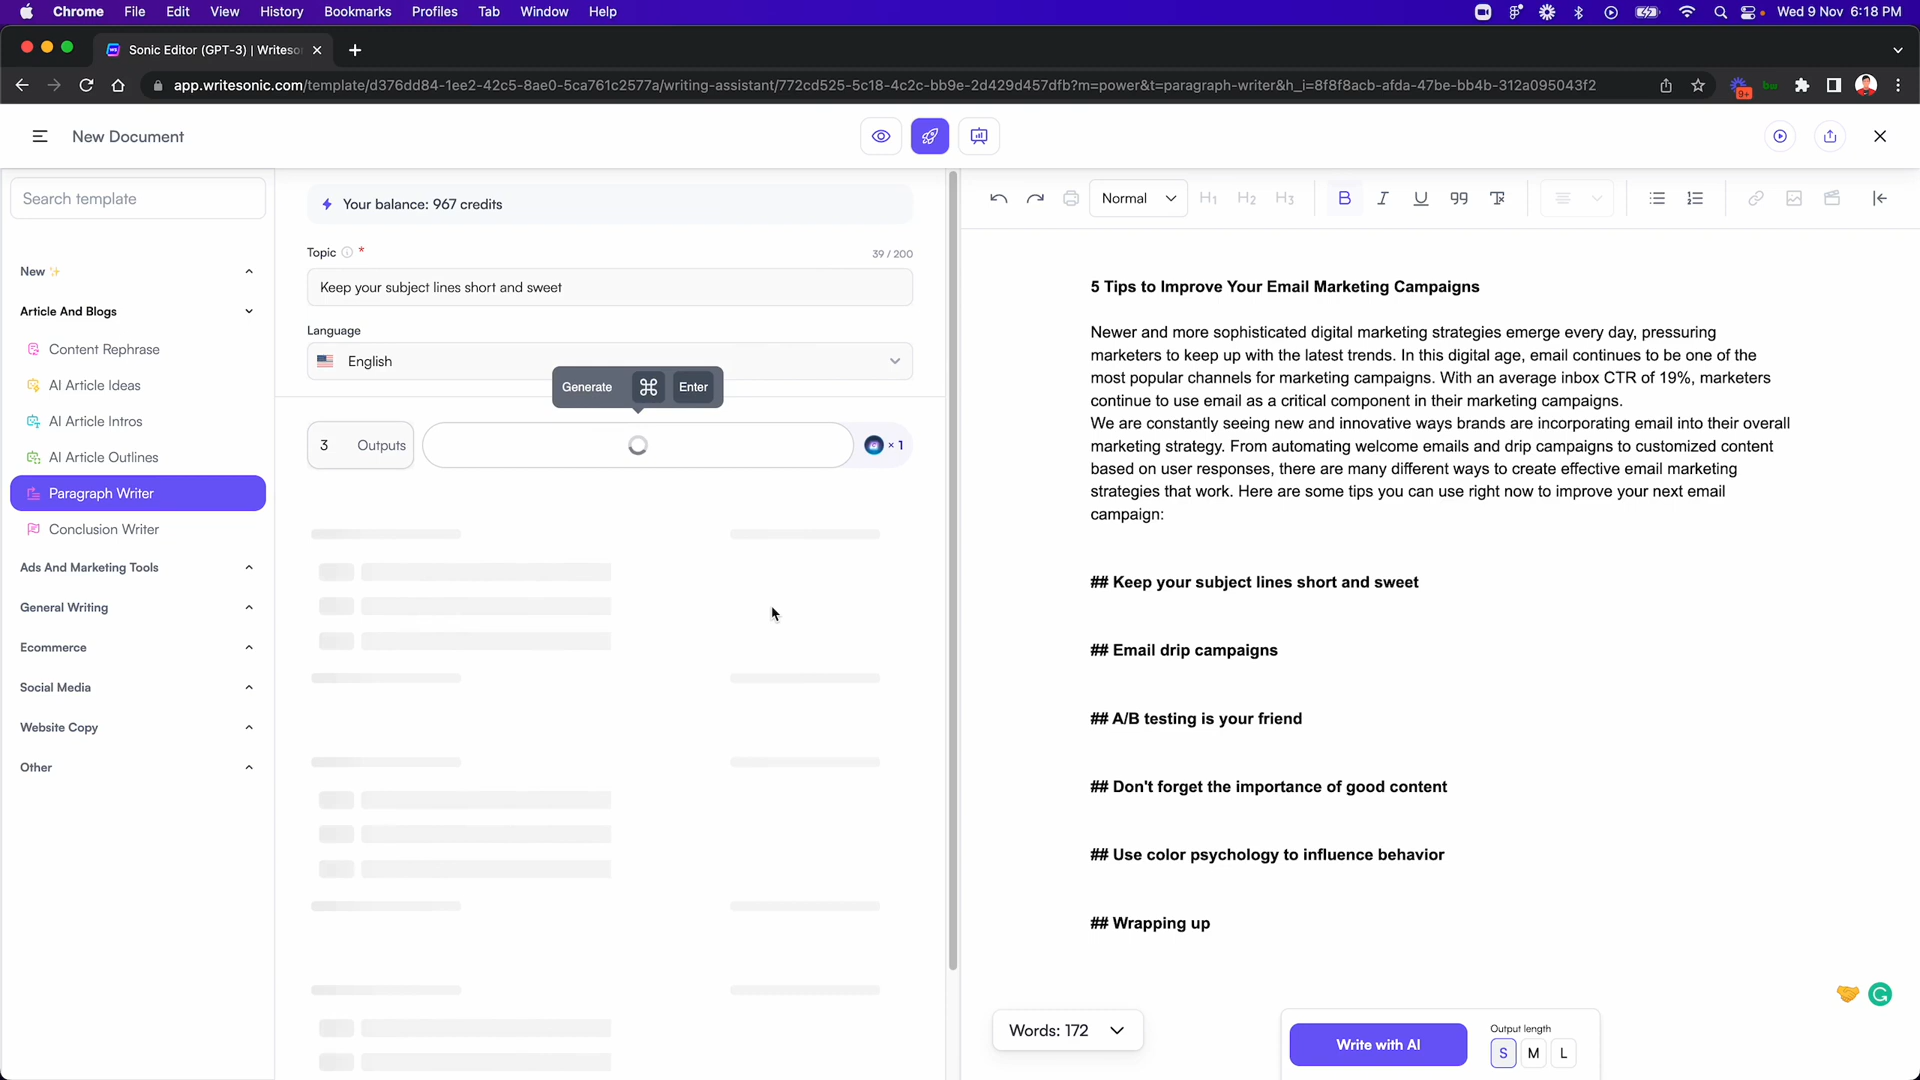 Chrome File Edit View History Bookmarks Profiles Tab Window Help
Wed 9 Nov 6:18 PM
Sonic Editor (GPT-3) | Writeso
app.writesonic.com/template/d376dd84-1ee2-42c5-8ae0-5ca761c2577a/writing-assistant/772cd525-5c18-4c2c-bb9e-2d429d457dfb?m=power&t=paragraph-writer&h_i=8f8f8acb-afda-47be-bb4b-312a095043f2
9+
bw
New Document
Search template
New
Article And Blogs
Content Rephrase
AI Article Ideas
AI Article Intros
AI Article Outlines
Paragraph Writer
Conclusion Writer
Ads And Marketing Tools
General Writing
Ecommerce
Social Media
Website Copy
Other
Your balance: 967 credits
Topic *
39 / 200
Keep your subject lines short and sweet
Language
English
Generate ⌘ Enter
3 Outputs
× 1
Normal H1 H2 H3 B I U
5 Tips to Improve Your Email Marketing Campaigns
Newer and more sophisticated digital marketing strategies emerge every day, pressuring
marketers to keep up with the latest trends. In this digital age, email continues to be one of the
most popular channels for marketing campaigns. With an average inbox CTR of 19%, marketers
continue to use email as a critical component in their marketing campaigns.
We are constantly seeing new and innovative ways brands are incorporating email into their overall
marketing strategy. From automating welcome emails and drip campaigns to customized content
based on user responses, there are many different ways to create effective email marketing
strategies that work. Here are some tips you can use right now to improve your next email
campaign:
## Keep your subject lines short and sweet
## Email drip campaigns
## A/B testing is your friend
## Don't forget the importance of good content
## Use color psychology to influence behavior
## Wrapping up
Words: 172
Write with AI
Output length
S M L